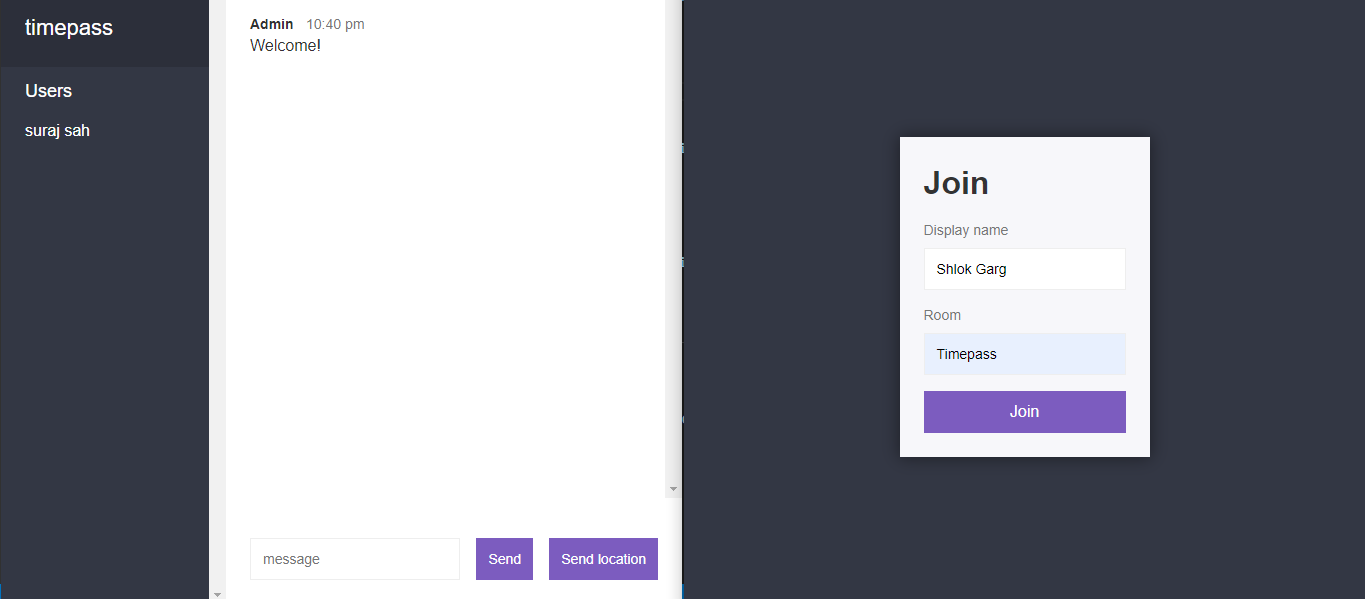 timepass
Users
suraj sah
Admin 10:40 pm
Welcome!
message
Send
Send location
Join
Display name
Shlok Garg
Room
Timepass
Join